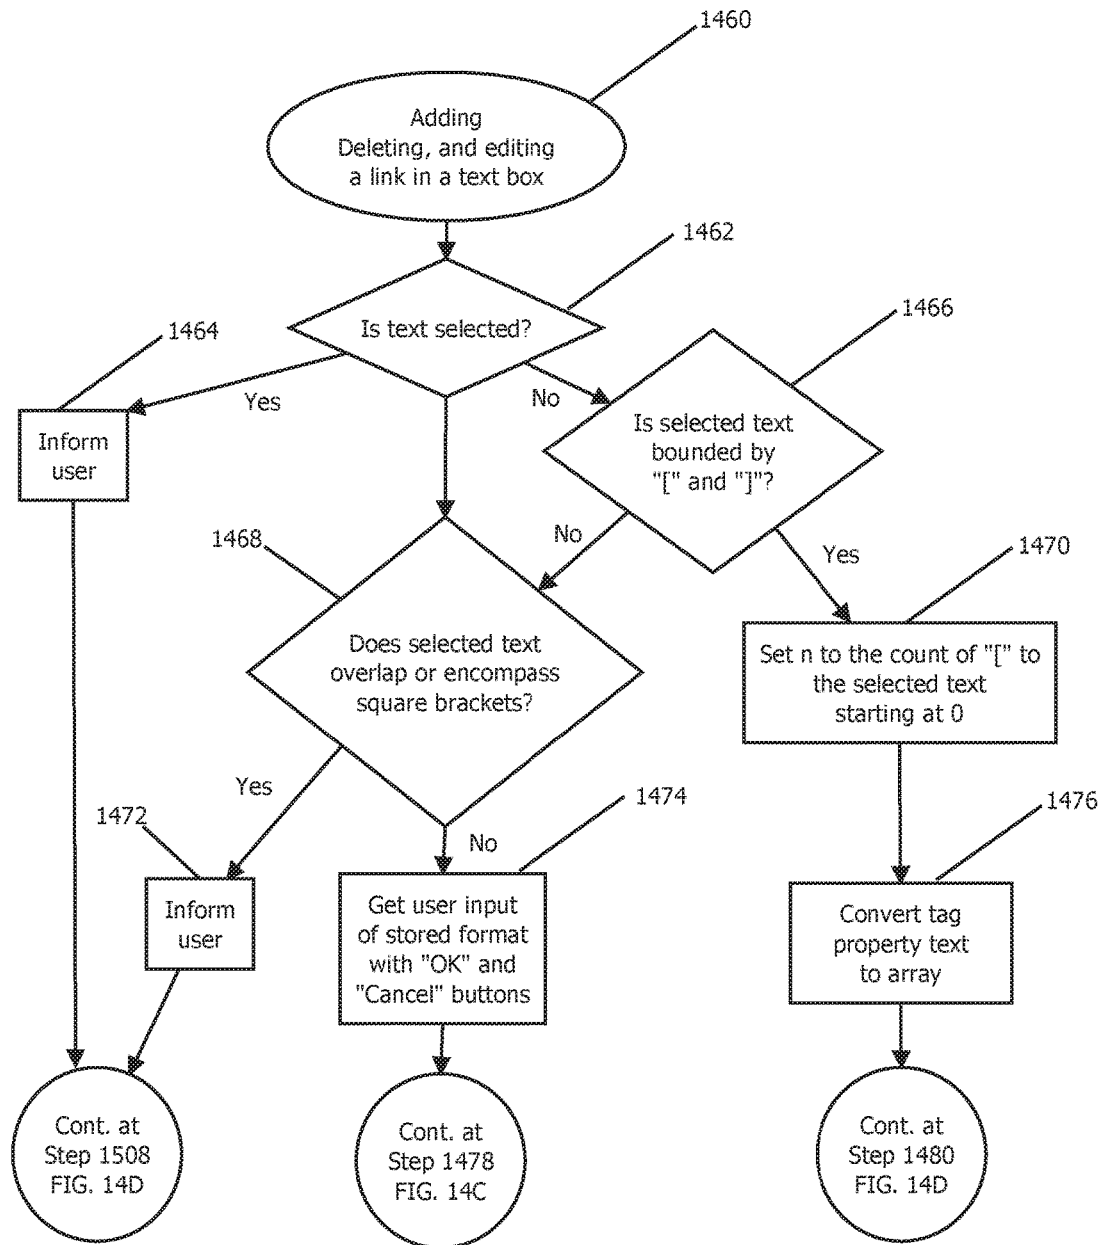 1460
Adding
Deleting, and editing
a link in a text box
1462
Is text selected?
1464
1466
Yes
No
Inform
user
Is selected text
bounded by
"[" and "]"?
1468
No
Yes
1470
Does selected text
overlap or encompass
square brackets?
Set n to the count of "[" to
the selected text
starting at 0
Yes
1472
1474
No
1476
Inform
user
Get user input
of stored format
with "OK" and
"Cancel" buttons
Convert tag
property text
to array
Cont. at
Step 1508
FIG. 14D
Cont. at
Step 1478
FIG. 14C
Cont. at
Step 1480
FIG. 14D